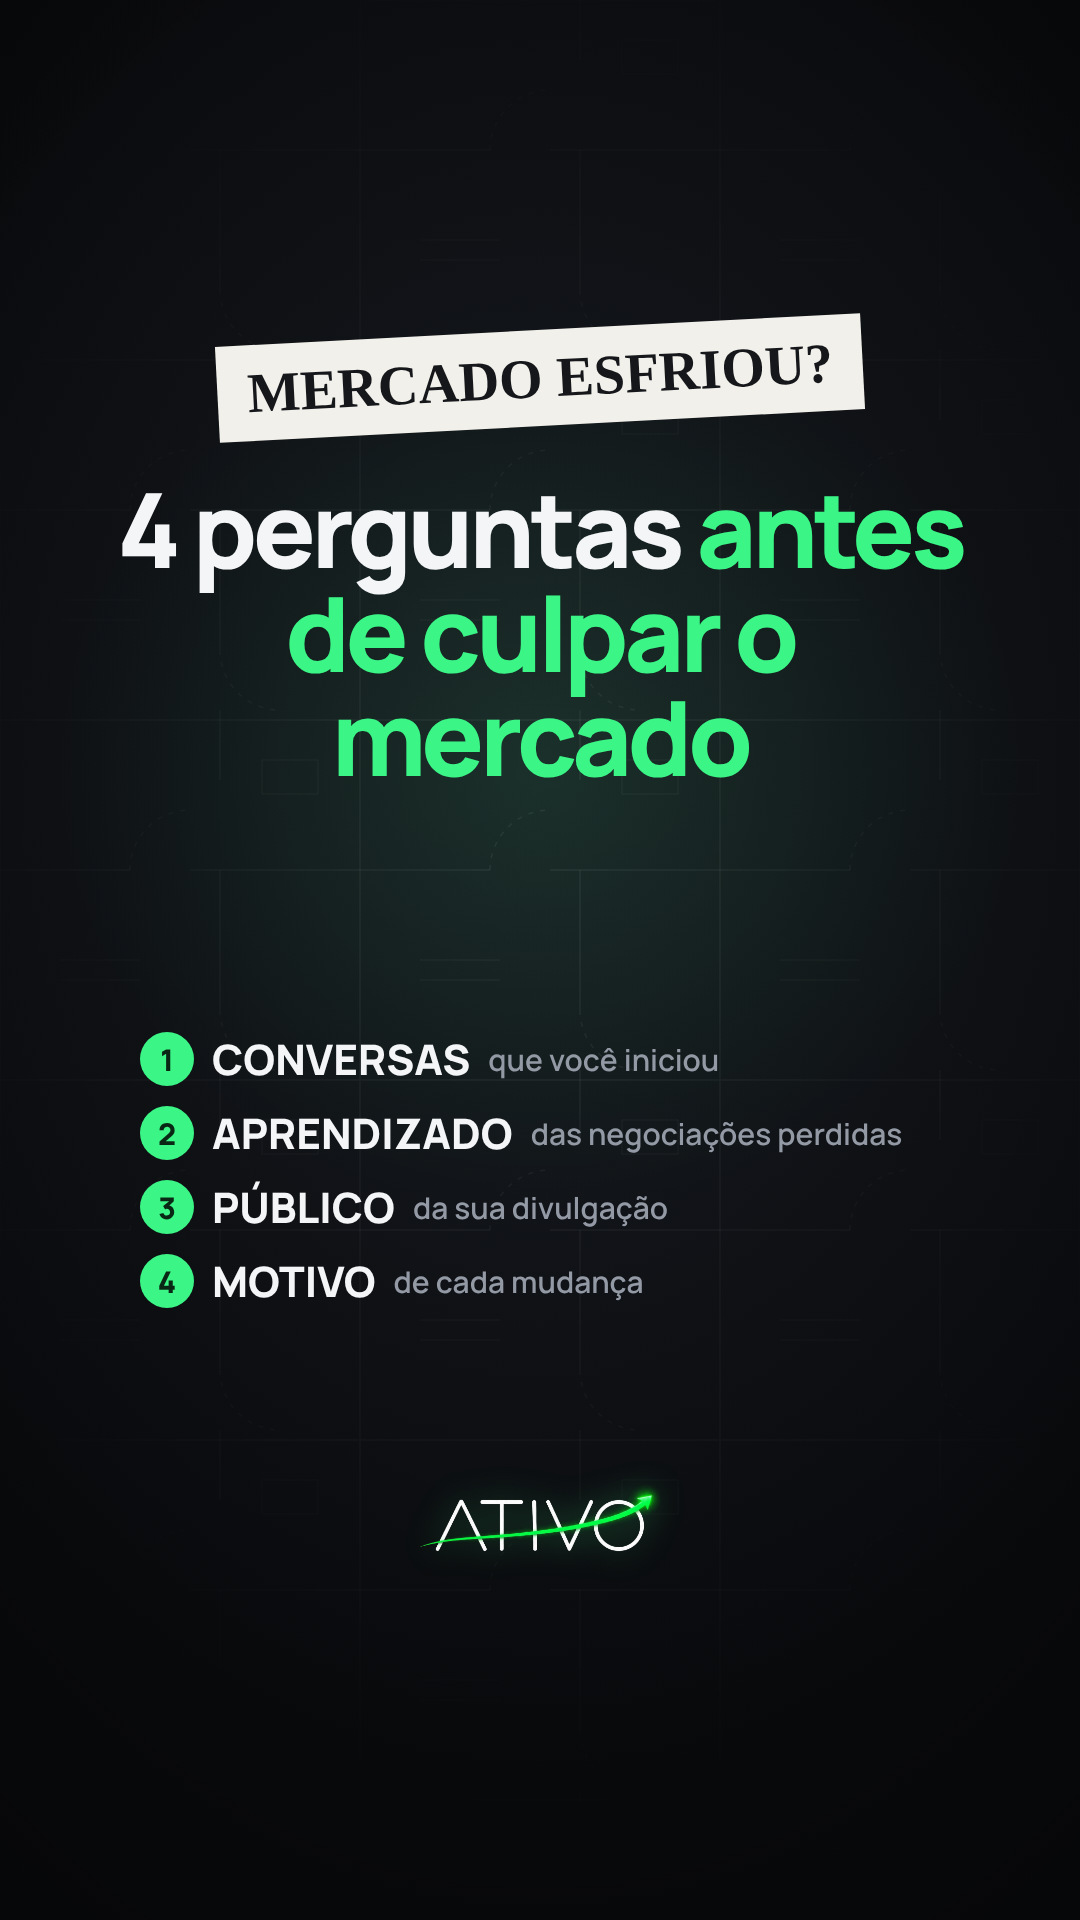 MERCADO ESFRIOU?
4 perguntas antes
de culpar o
mercado
1 CONVERSAS que você iniciou
2 APRENDIZADO das negociações perdidas
3 PÚBLICO da sua divulgação
4 MOTIVO de cada mudança
ATIVO